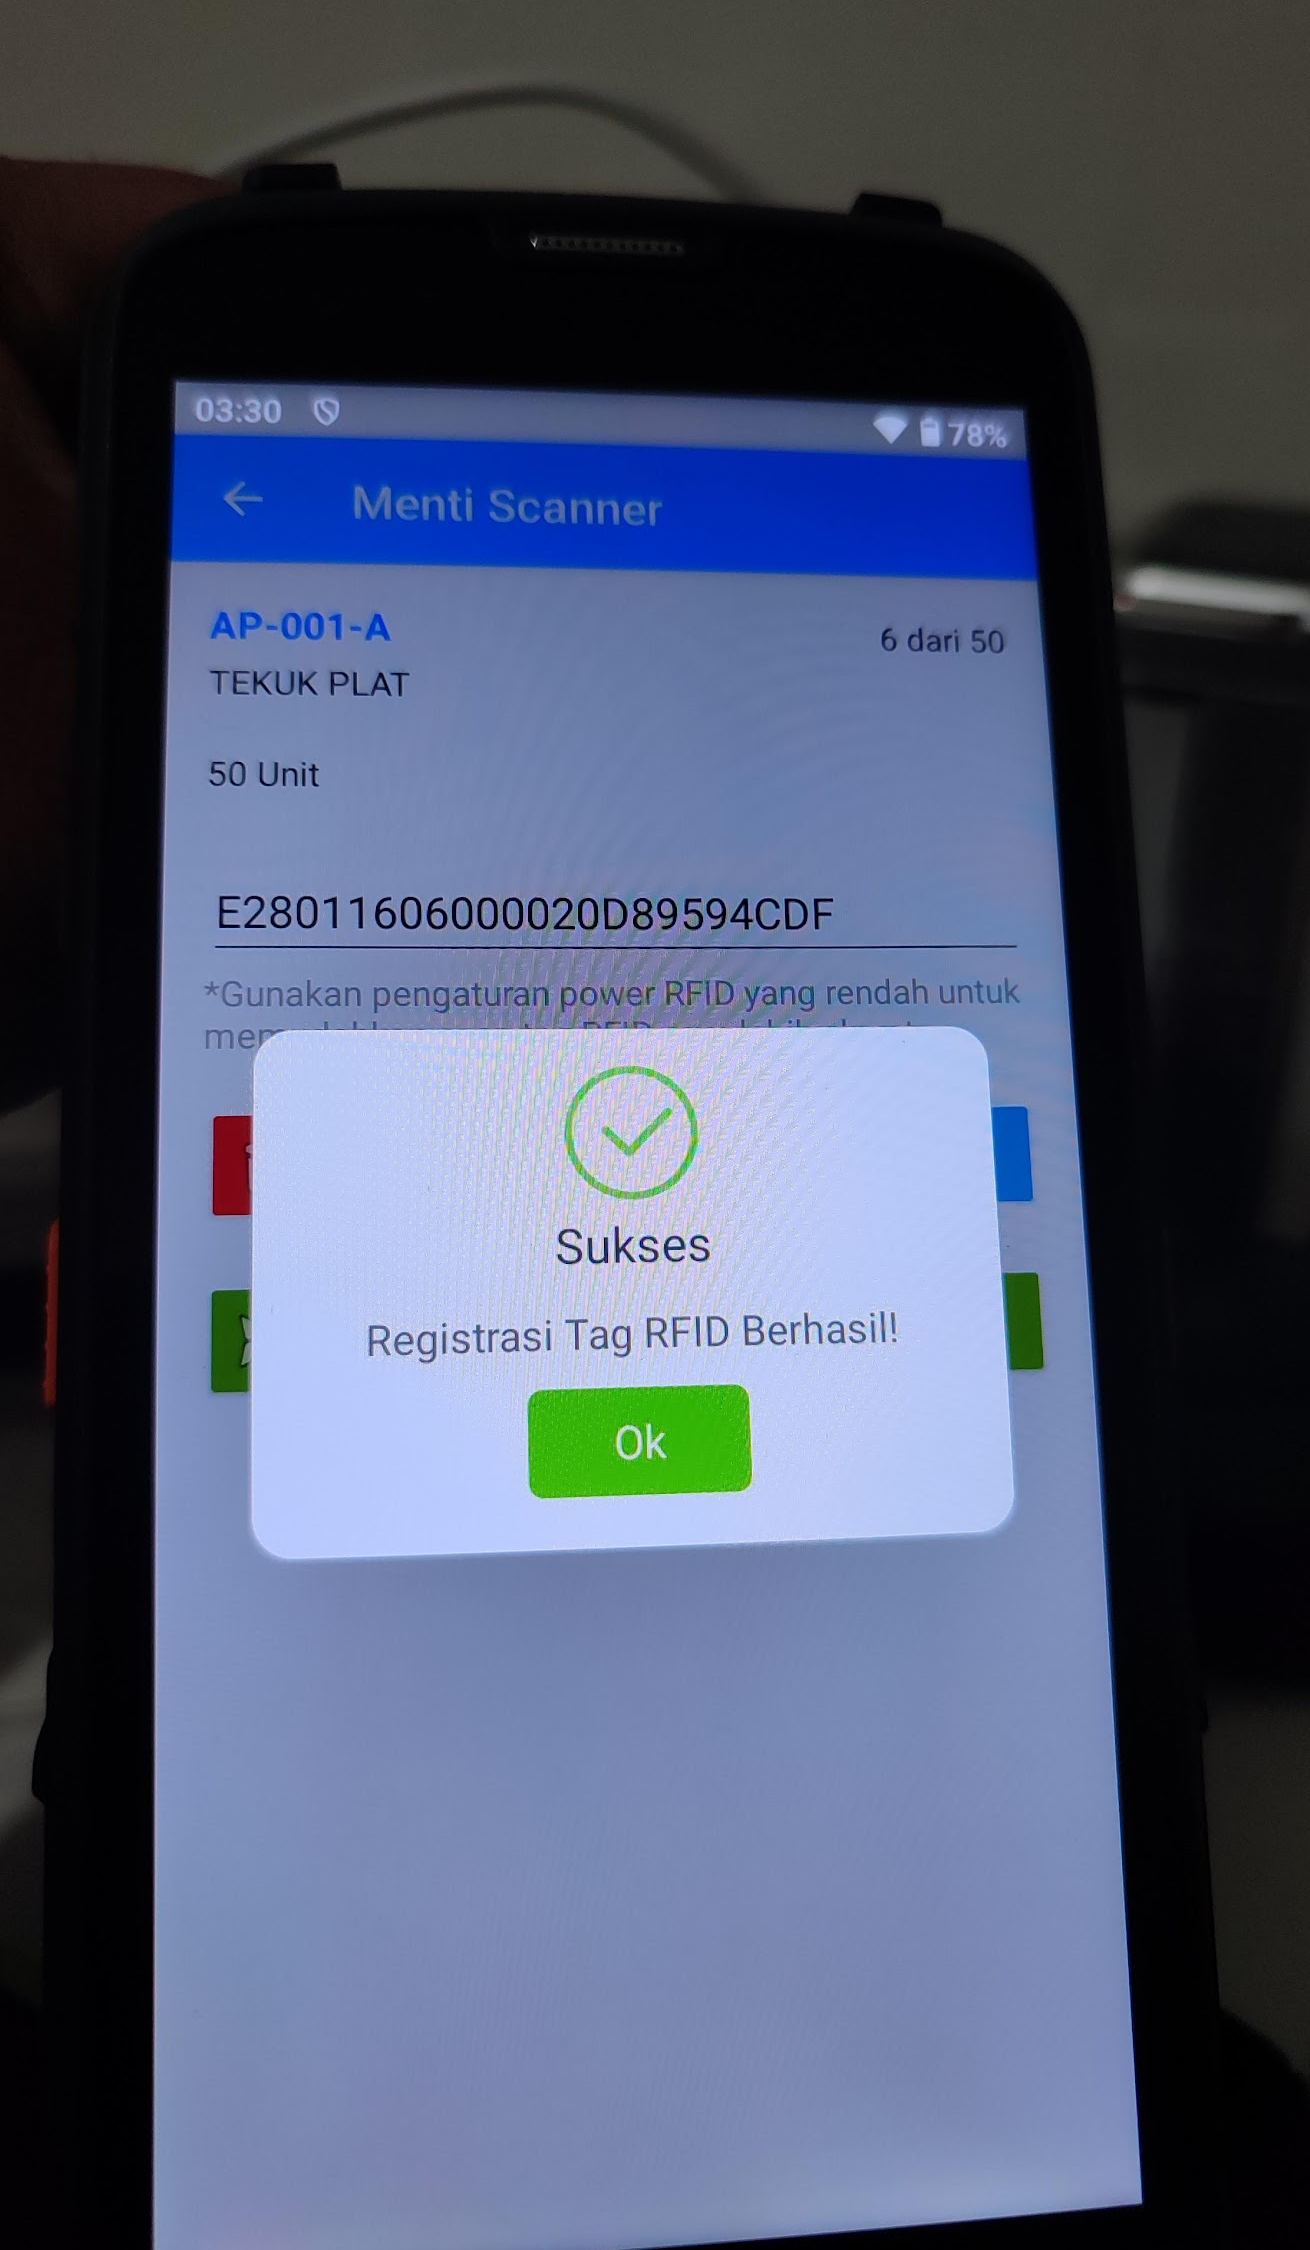 03:30
78%
Menti Scanner
AP-001-A
6 dari 50
TEKUK PLAT
50 Unit
E28011606000020D89594CDF
*Gunakan pengaturan power RFID yang rendah untuk
RFID
Sukses
Registrasi Tag RFID Berhasil!
Ok